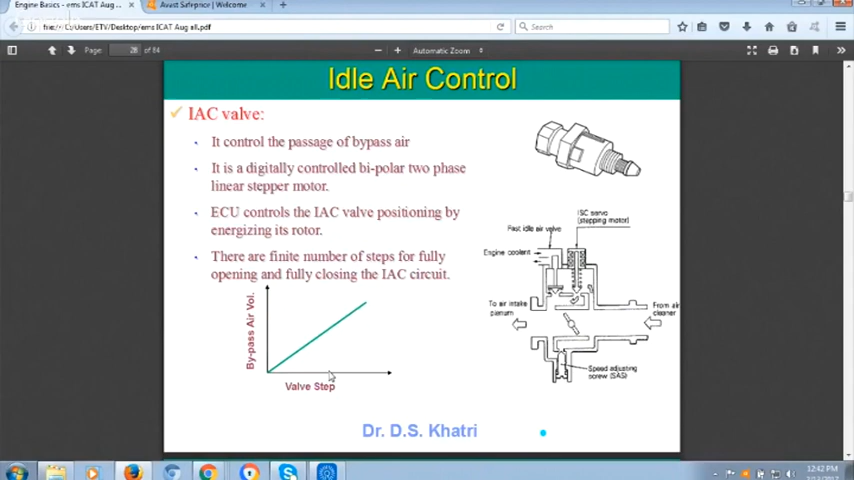 Engine Basics - ems ICAT Aug ...
Avast Safeprice | Welcome
file:///C:/Users/ETV/Desktop/ems ICAT Aug all.pdf
Search
Page: 28 of 84
Automatic Zoom
Idle Air Control
IAC valve:
It control the passage of bypass air
It is a digitally controlled bi-polar two phase
linear stepper motor.
ECU controls the IAC valve positioning by
energizing its rotor.
There are finite number of steps for fully
opening and fully closing the IAC circuit.
By-pass Air Vol.
Valve Step
ISC servo
(stepping motor)
Fast idle air valve
Engine coolant
To air intake
plenum
From air
cleaner
Speed adjusting
screw (SAS)
Dr. D.S. Khatri
12:42 PM